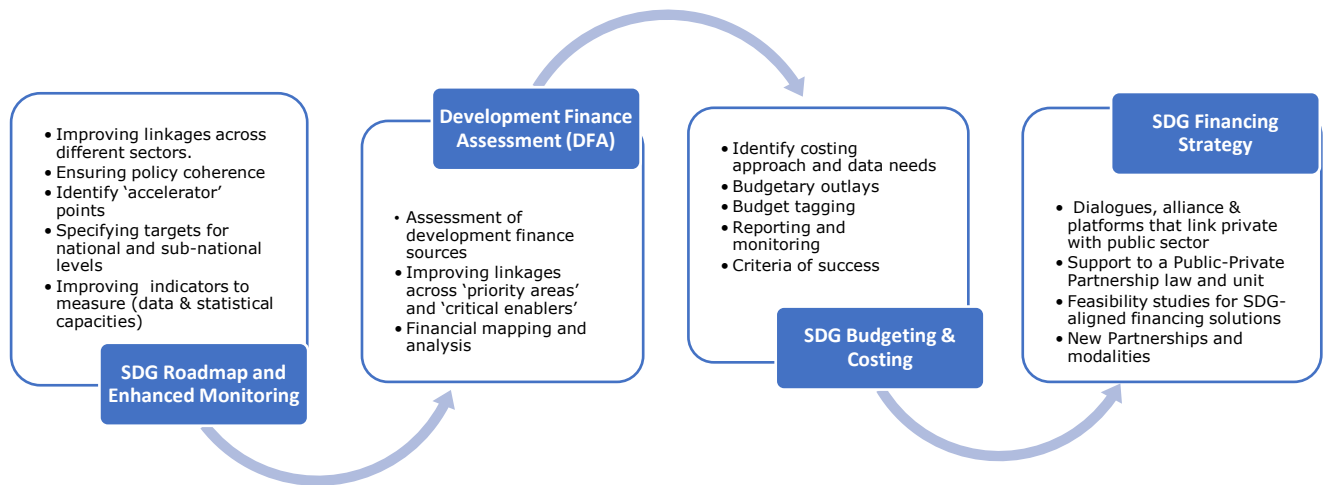 • Improving linkages across
different sectors.
• Ensuring policy coherence
• Identify ‘accelerator’
points
• Specifying targets for
national and sub-national
levels
• Improving indicators to
measure (data & statistical
capacities)
SDG Roadmap and
Enhanced Monitoring
Development Finance
Assessment (DFA)
• Assessment of
development finance
sources
• Improving linkages
across ‘priority areas’
and ‘critical enablers’
• Financial mapping and
analysis
• Identify costing
approach and data needs
• Budgetary outlays
• Budget tagging
• Reporting and
monitoring
• Criteria of success
SDG Budgeting &
Costing
SDG Financing
Strategy
• Dialogues, alliance &
platforms that link private
with public sector
• Support to a Public-Private
Partnership law and unit
• Feasibility studies for SDG-
aligned financing solutions
• New Partnerships and
modalities